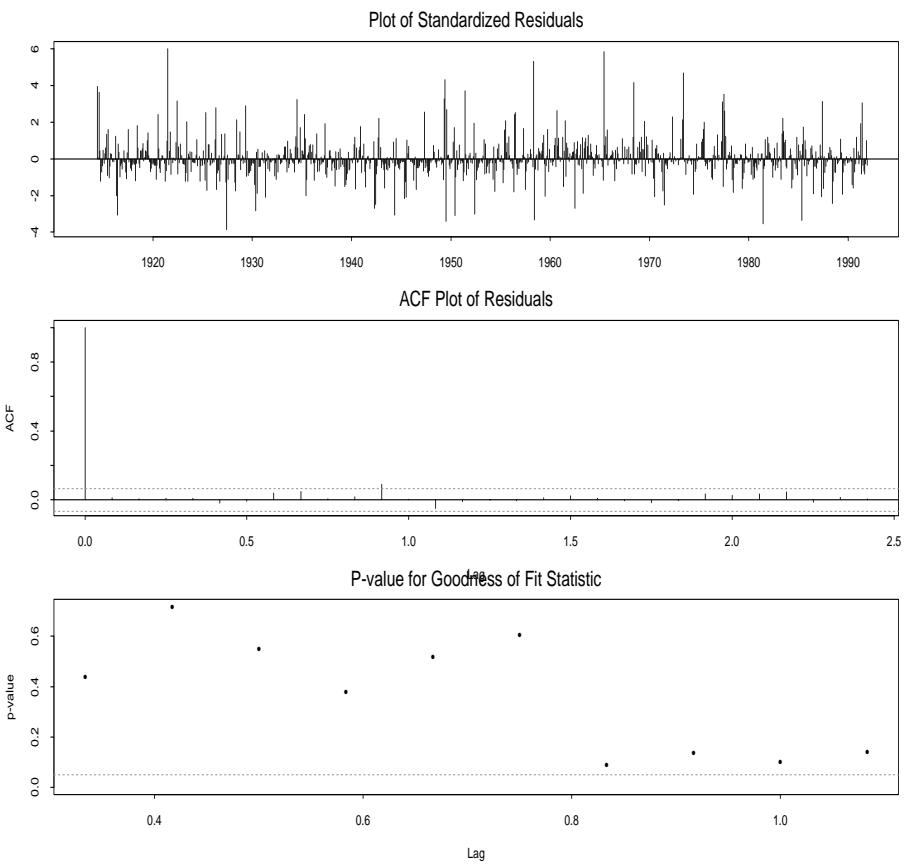 Plot of Standardized Residuals
6
4
2
0
-2
-4
1920 1930 1940 1950 1960 1970 1980 1990
ACF Plot of Residuals
ACF
0.8
0.4
0.0
0.0 0.5 1.0 1.5 2.0 2.5
Lag
P-value for Goodness of Fit Statistic
p-value
0.6
0.4
0.2
0.0
0.4 0.6 0.8 1.0
Lag